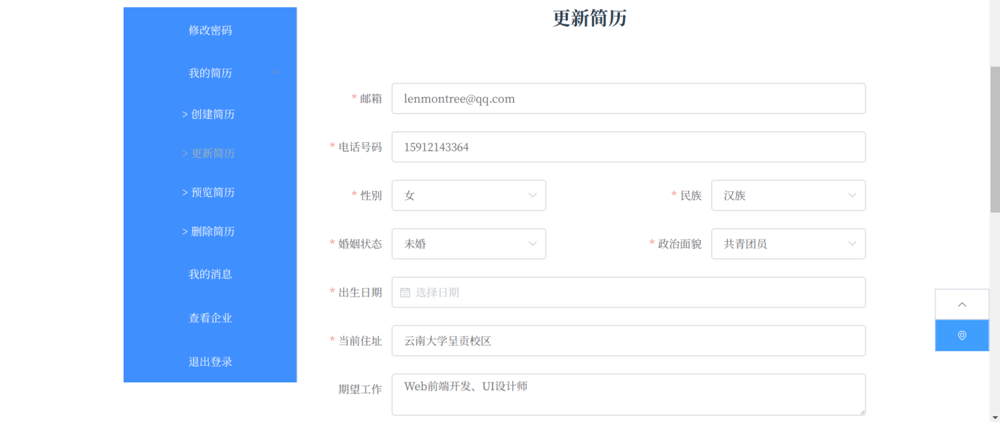 修改密码
我的简历
> 创建简历
> 更新简历
> 预览简历
> 删除简历
我的消息
查看企业
退出登录
更新简历
* 邮箱 lenmontree@qq.com
* 电话号码 15912143364
* 性别 女 * 民族 汉族
* 婚姻状态 未婚 * 政治面貌 共青团员
* 出生日期 选择日期
* 当前住址 云南大学呈贡校区
期望工作 Web前端开发、UI设计师